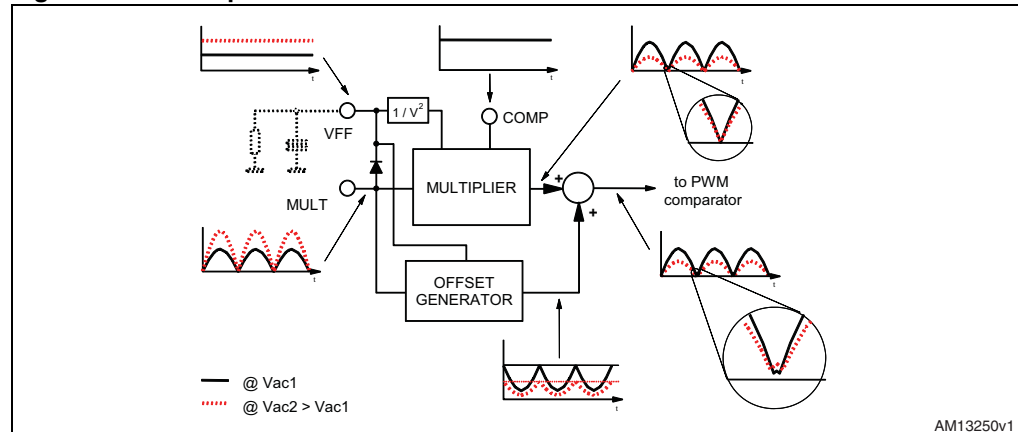 t
t
t
1 / V²
VFF
COMP
MULTIPLIER
+
+
to PWM
comparator
MULT
t
t
OFFSET
GENERATOR
t
@ Vac1
@ Vac2 > Vac1
AM13250v1